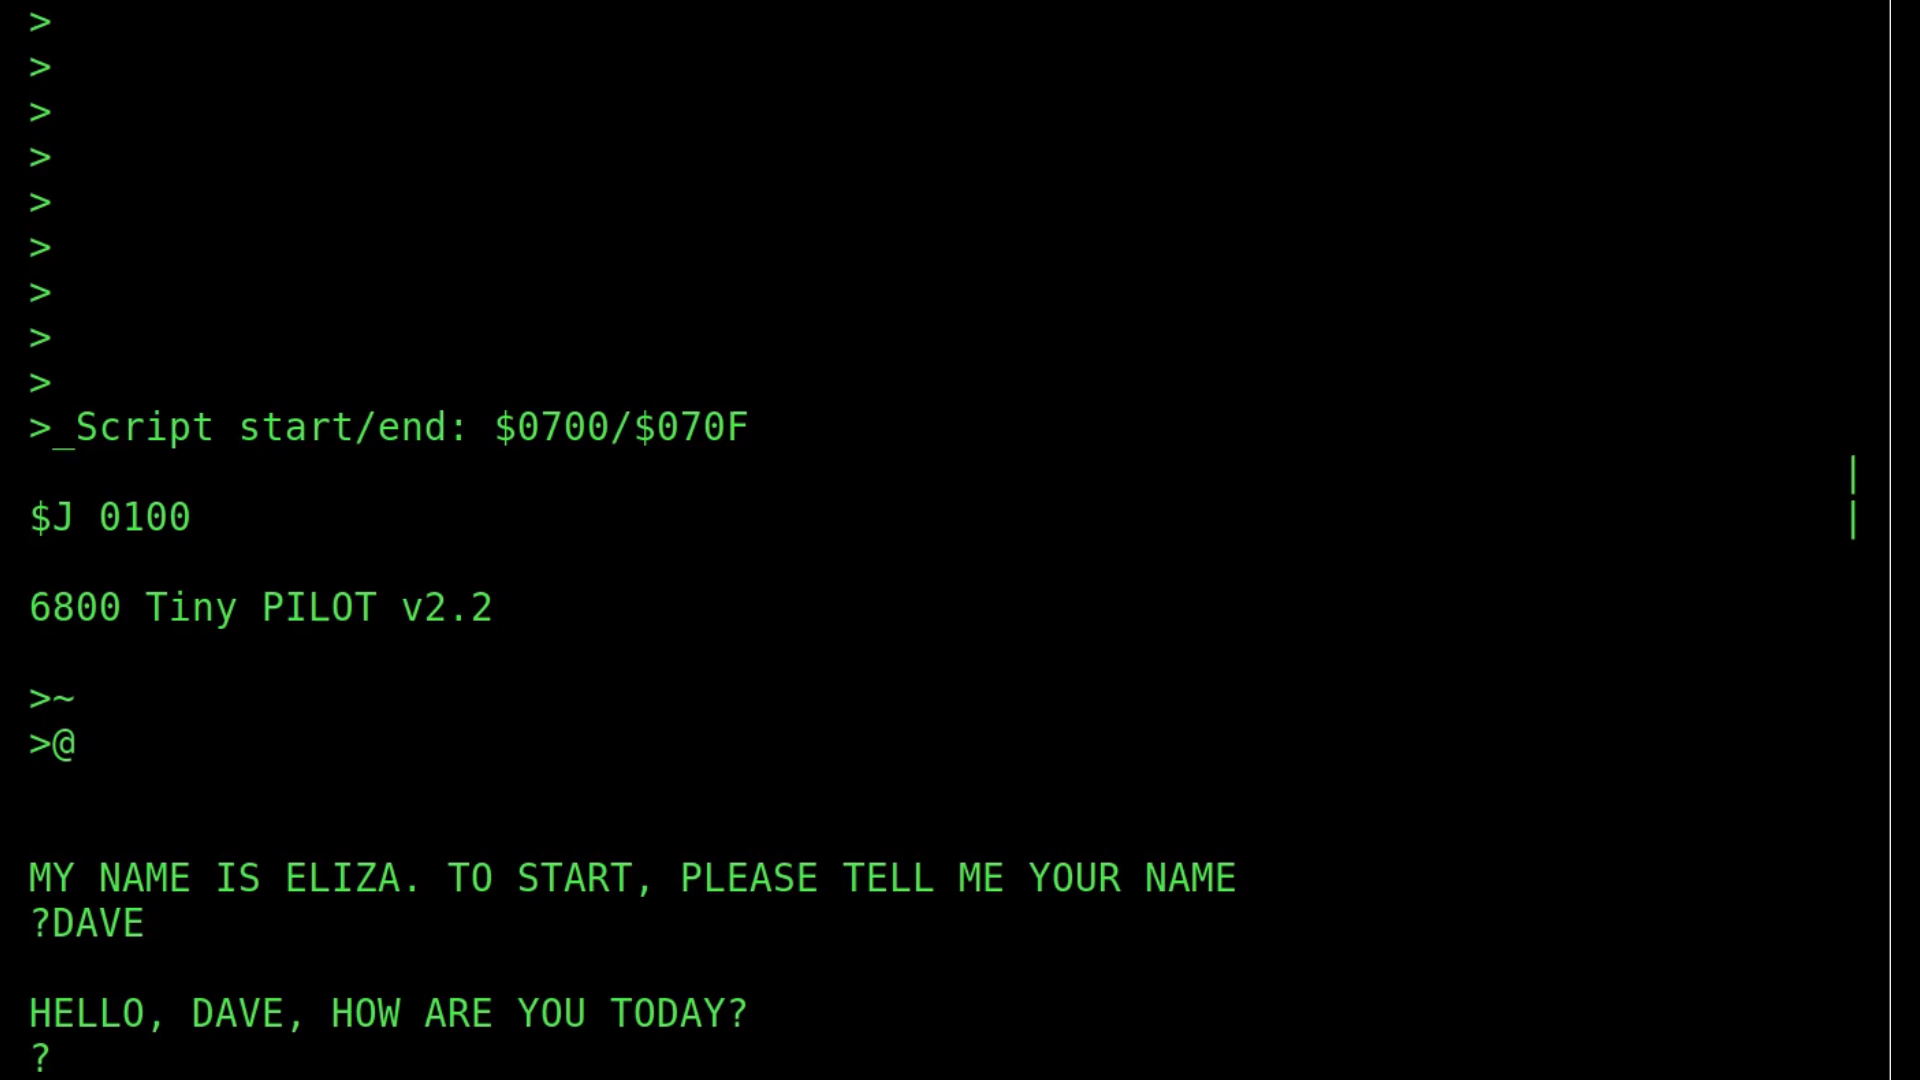 >
>
>
>
>
>
>
>
>
>_Script start/end: $0700/$070F
|
$J 0100 |
6800 Tiny PILOT v2.2
>~
>@
MY NAME IS ELIZA. TO START, PLEASE TELL ME YOUR NAME
?DAVE
HELLO, DAVE, HOW ARE YOU TODAY?
?